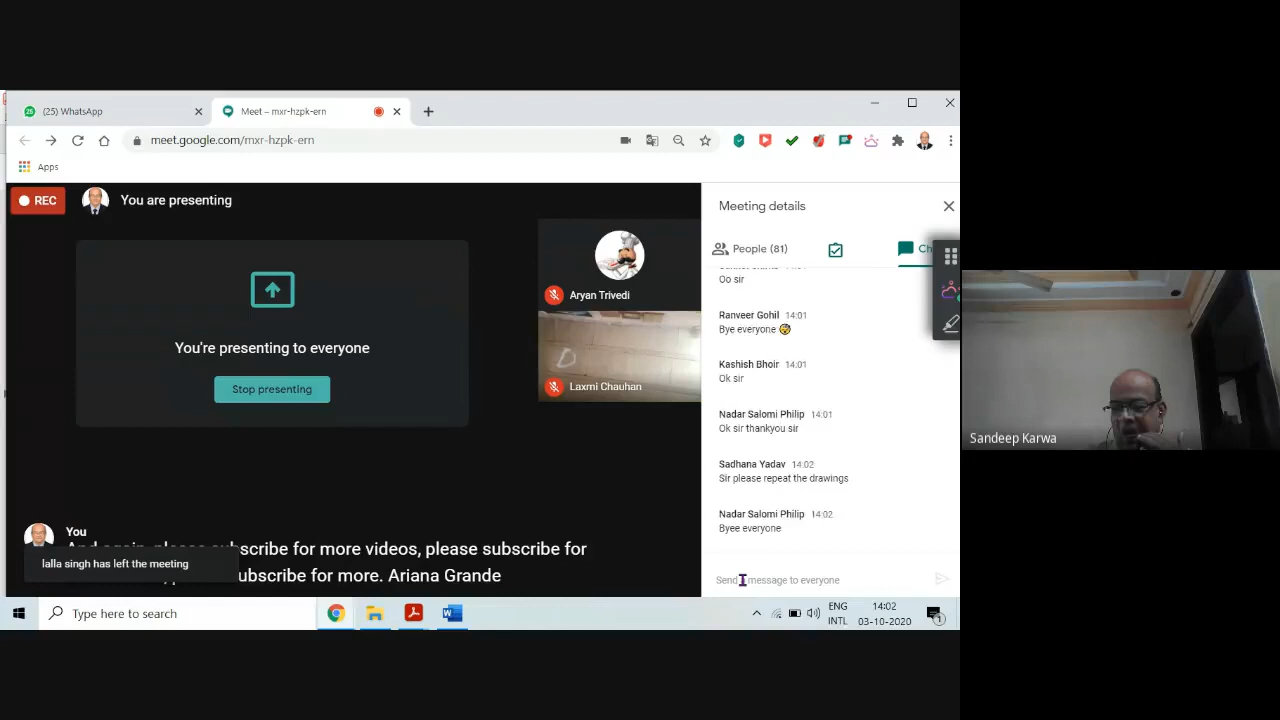 (25) WhatsApp
Meet – mxr-hzpk-ern
meet.google.com/mxr-hzpk-ern
Apps
REC
You are presenting
You're presenting to everyone
Stop presenting
Aryan Trivedi
Laxmi Chauhan
D
You
subscribe for more videos, please subscribe for
subscribe for more. Ariana Grande
lalla singh has left the meeting
Meeting details
People (81)
Oo sir
Ranveer Gohil 14:01
Bye everyone
Kashish Bhoir 14:01
Ok sir
Nadar Salomi Philip 14:01
Ok sir thankyou sir
Sadhana Yadav 14:02
Sir please repeat the drawings
Nadar Salomi Philip 14:02
Byee everyone
Send message to everyone
Type here to search
ENG
INTL
14:02
03-10-2020
Sandeep Karwa